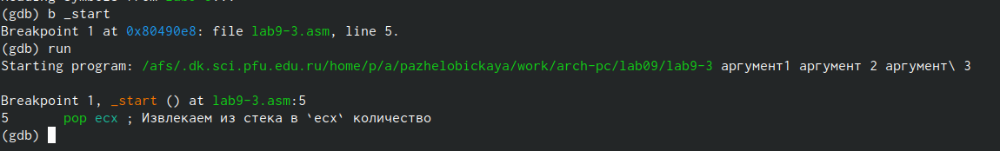 (gdb) b _start
Breakpoint 1 at 0x80490e8: file lab9-3.asm, line 5.
(gdb) run
Starting program: /afs/.dk.sci.pfu.edu.ru/home/p/a/pazhelobickaya/work/arch-pc/lab09/lab9-3 аргумент1 аргумент 2 аргумент\ 3
Breakpoint 1, _start () at lab9-3.asm:5
5 pop ecx ; Извлекаем из стека в `ecx` количество
(gdb)